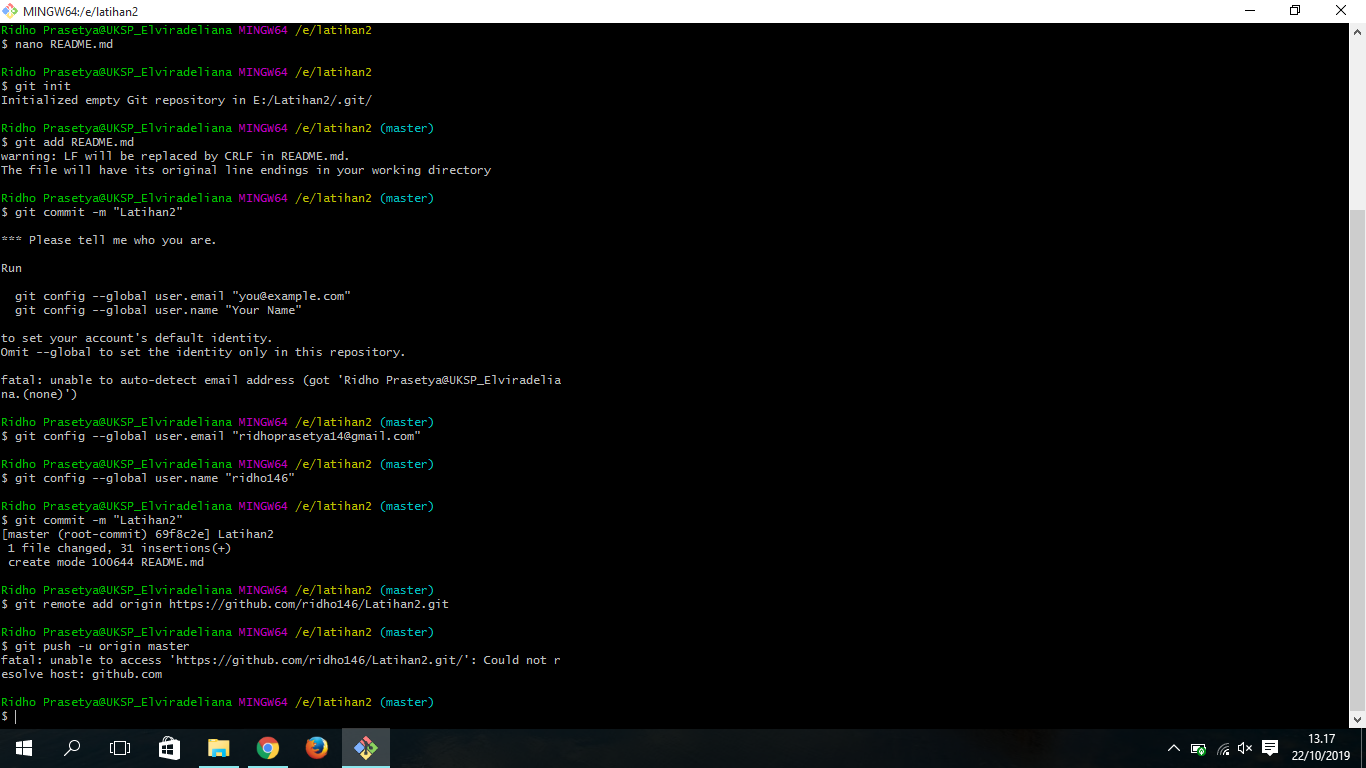 MINGW64:/e/latihan2
Ridho Prasetya@UKSP_Elviradeliana MINGW64 /e/latihan2
$ nano README.md
Ridho Prasetya@UKSP_Elviradeliana MINGW64 /e/latihan2
$ git init
Initialized empty Git repository in E:/Latihan2/.git/
Ridho Prasetya@UKSP_Elviradeliana MINGW64 /e/latihan2 (master)
$ git add README.md
warning: LF will be replaced by CRLF in README.md.
The file will have its original line endings in your working directory
Ridho Prasetya@UKSP_Elviradeliana MINGW64 /e/latihan2 (master)
$ git commit -m "Latihan2"
*** Please tell me who you are.
Run
  git config --global user.email "you@example.com"
  git config --global user.name "Your Name"
to set your account's default identity.
Omit --global to set the identity only in this repository.
fatal: unable to auto-detect email address (got 'Ridho Prasetya@UKSP_Elviradelia
na.(none)')
Ridho Prasetya@UKSP_Elviradeliana MINGW64 /e/latihan2 (master)
$ git config --global user.email "ridhoprasetya14@gmail.com"
Ridho Prasetya@UKSP_Elviradeliana MINGW64 /e/latihan2 (master)
$ git config --global user.name "ridho146"
Ridho Prasetya@UKSP_Elviradeliana MINGW64 /e/latihan2 (master)
$ git commit -m "Latihan2"
[master (root-commit) 69f8c2e] Latihan2
 1 file changed, 31 insertions(+)
 create mode 100644 README.md
Ridho Prasetya@UKSP_Elviradeliana MINGW64 /e/latihan2 (master)
$ git remote add origin https://github.com/ridho146/Latihan2.git
Ridho Prasetya@UKSP_Elviradeliana MINGW64 /e/latihan2 (master)
$ git push -u origin master
fatal: unable to access 'https://github.com/ridho146/Latihan2.git/': Could not r
esolve host: github.com
Ridho Prasetya@UKSP_Elviradeliana MINGW64 /e/latihan2 (master)
$
13.17
22/10/2019